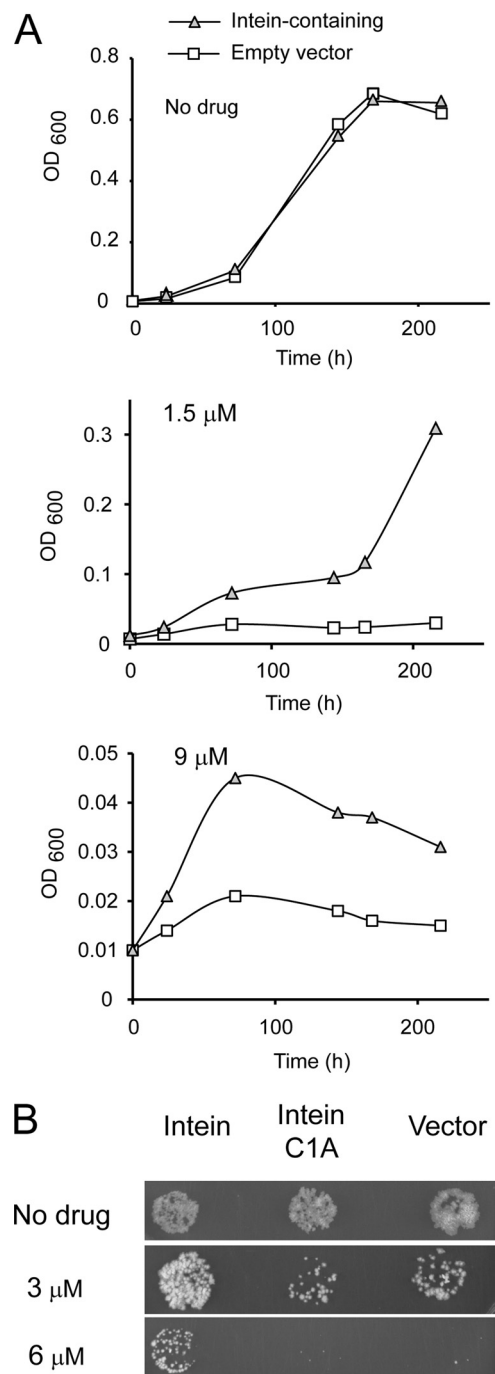 A
Intein-containing
Empty vector
0.8
No drug
0.6
OD 600
0.4
0.2
0
0 100 200
Time (h)
1.5 μM
0.3
OD 600
0.2
0.1
0
0 100 200
Time (h)
0.05
9 μM
0.04
0.03
OD 600
0.02
0.01
0
0 100 200
Time (h)
B
Intein
Intein C1A
Vector
No drug
3 μM
6 μM